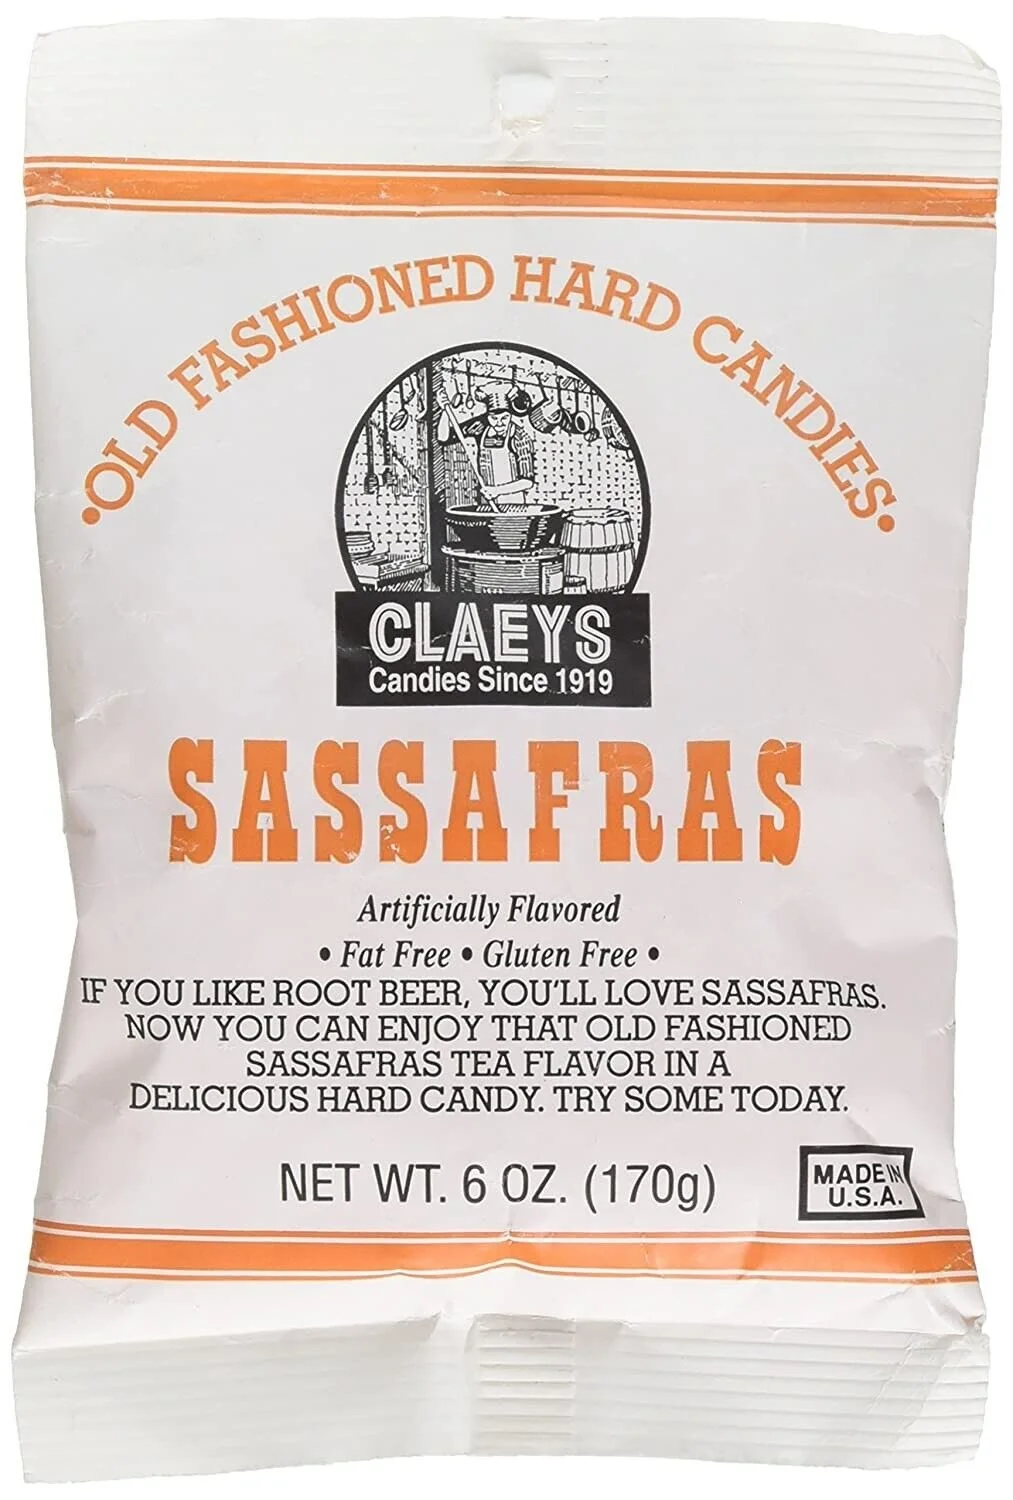 •OLD FASHIONED HARD CANDIES•
CLAEYS
Candies Since 1919
SASSAFRAS
Artificially Flavored
• Fat Free • Gluten Free •
IF YOU LIKE ROOT BEER, YOU'LL LOVE SASSAFRAS.
NOW YOU CAN ENJOY THAT OLD FASHIONED
SASSAFRAS TEA FLAVOR IN A
DELICIOUS HARD CANDY. TRY SOME TODAY.
NET WT. 6 OZ. (170g)
MADE IN
U.S.A.